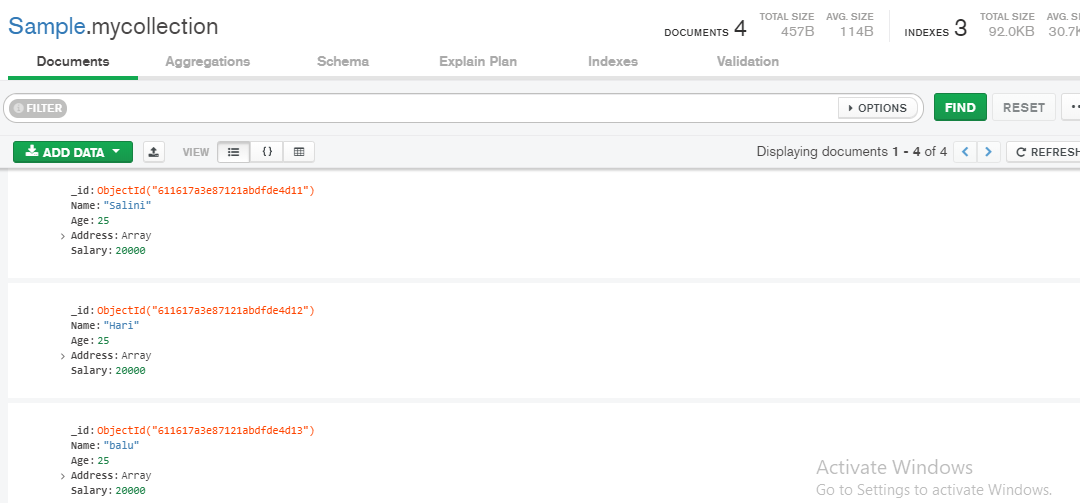 Sample.mycollection
DOCUMENTS 4 TOTAL SIZE 457B AVG. SIZE 114B INDEXES 3 TOTAL SIZE 92.0KB AVG. SI 30.7K
Documents Aggregations Schema Explain Plan Indexes Validation
FILTER OPTIONS FIND RESET
ADD DATA VIEW {} Displaying documents 1 - 4 of 4 < > REFRESH
_id: ObjectId("611617a3e87121abdfde4d11")
Name: "Salini"
Age: 25
> Address: Array
Salary: 20000
_id: ObjectId("611617a3e87121abdfde4d12")
Name: "Hari"
Age: 25
> Address: Array
Salary: 20000
_id: ObjectId("611617a3e87121abdfde4d13")
Name: "balu"
Age: 25
> Address: Array
Salary: 20000
Activate Windows
Go to Settings to activate Windows.